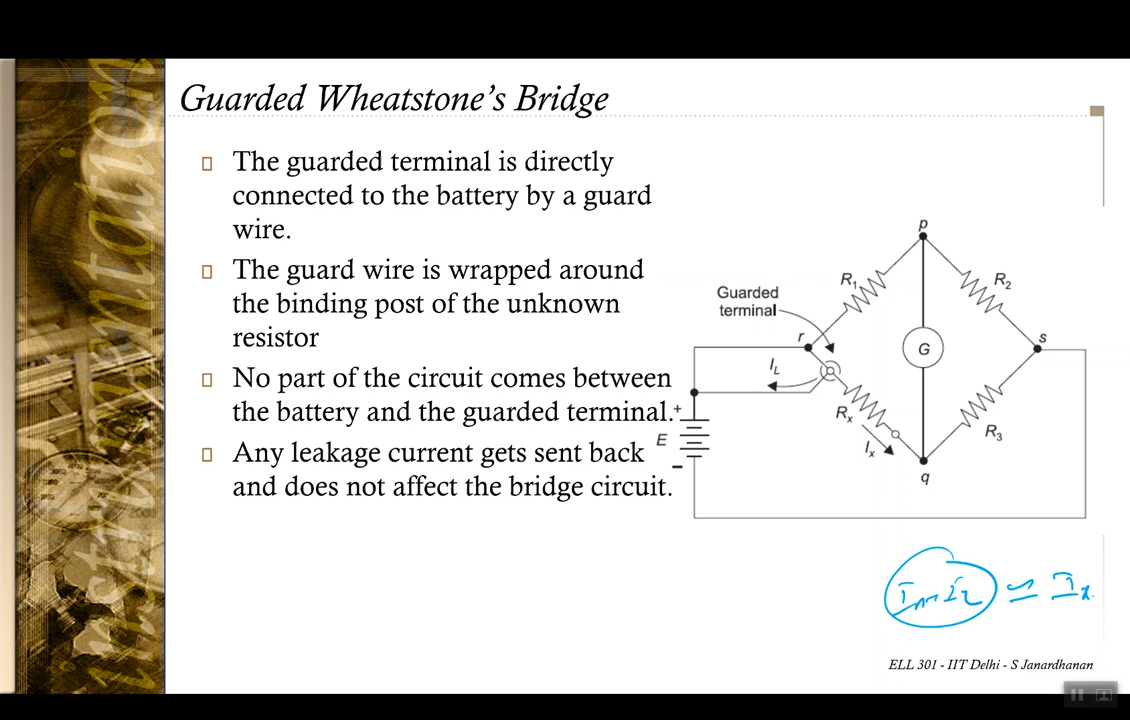 Guarded Wheatstone's Bridge
The guarded terminal is directly
connected to the battery by a guard
wire.
The guard wire is wrapped around
the binding post of the unknown
resistor
No part of the circuit comes between
the battery and the guarded terminal.
Any leakage current gets sent back
and does not affect the bridge circuit.
p
R1
R2
Guarded
terminal
r
s
G
IL
Rx
R3
+
E
−
Ix
q
≃ Ix
ELL 301 - IIT Delhi - S Janardhanan